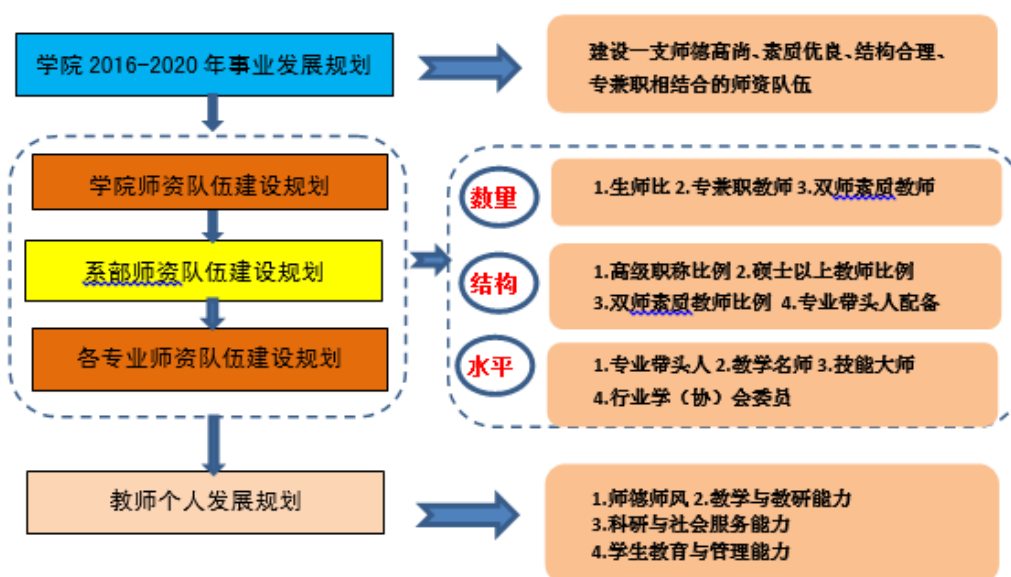 学院 2016-2020 年事业发展规划
建设一支师德高尚、素质优良、结构合理、
专兼职相结合的师资队伍
学院师资队伍建设规划
系部师资队伍建设规划
各专业师资队伍建设规划
数量
1.生师比 2.专兼职教师 3.双师素质教师
结构
1.高级职称比例 2.硕士以上教师比例
3.双师素质教师比例 4.专业带头人配备
水平
1.专业带头人 2.教学名师 3.技能大师
4.行业学（协）会委员
教师个人发展规划
1.师德师风 2.教学与教研能力
3.科研与社会服务能力
4.学生教育与管理能力